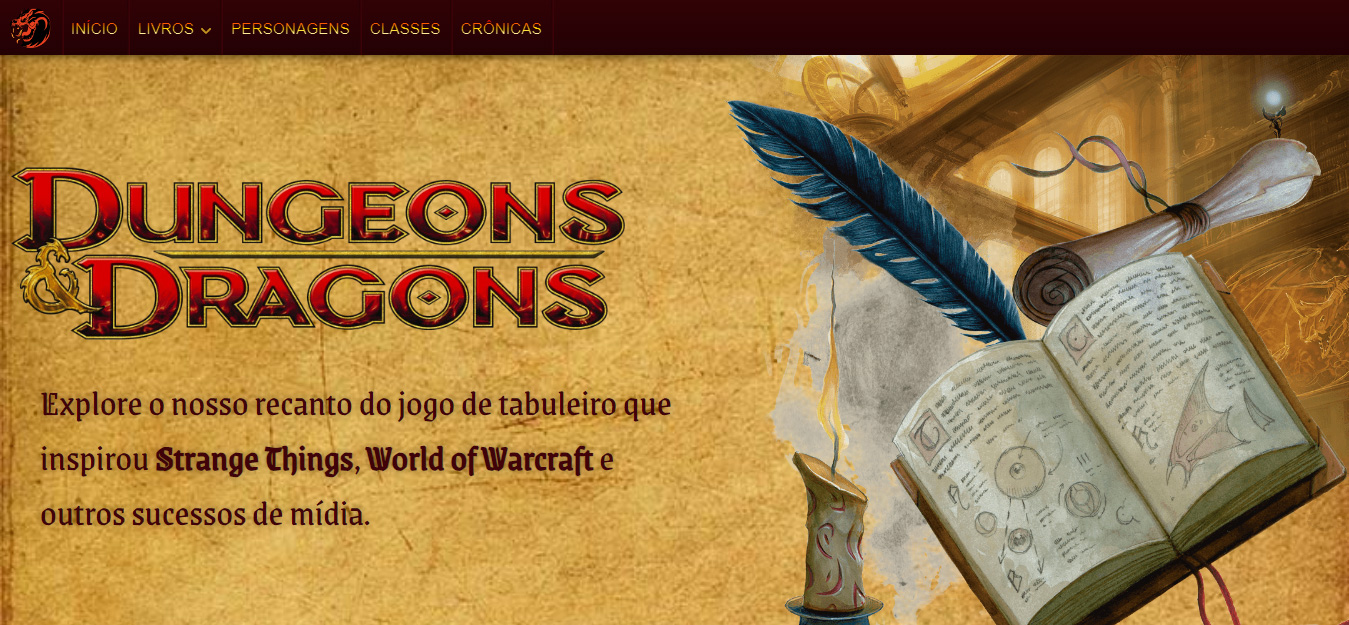 INÍCIO
LIVROS
PERSONAGENS
CLASSES
CRÔNICAS
DUNGEONS
& DRAGONS
Explore o nosso recanto do jogo de tabuleiro que
inspirou Strange Things, World of Warcraft e
outros sucessos de mídia.